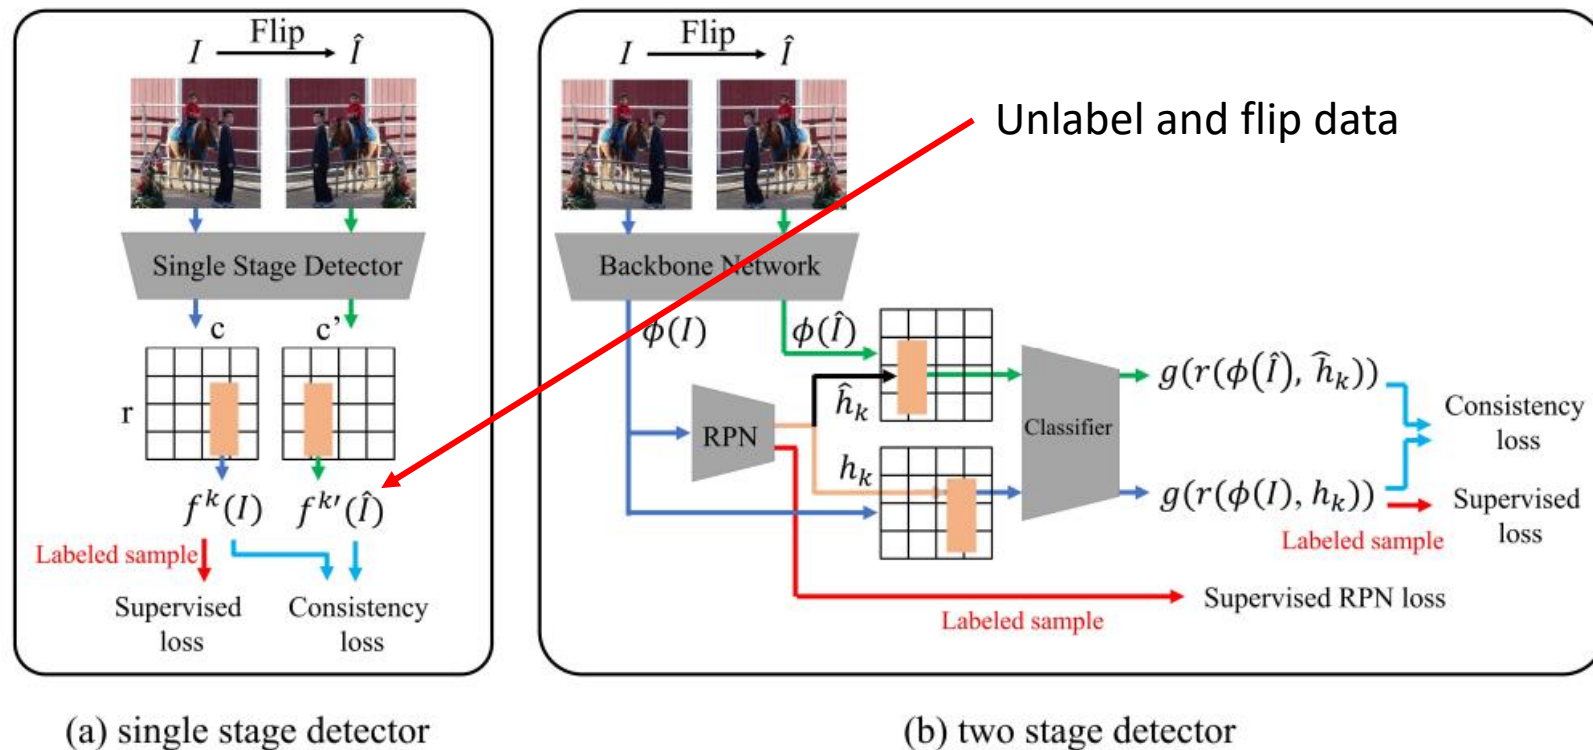 Flip
I Î
Single Stage Detector
c c'
r
f^k(I) f^{k'}(Î)
Labeled sample
Supervised
loss
Consistency
loss
(a) single stage detector
Flip
I Î
Unlabel and flip data
Backbone Network
ϕ(I) ϕ(Î)
ĥ_k
RPN
h_k
Classifier
g(r(ϕ(Î), ĥ_k))
Consistency
loss
g(r(ϕ(I), h_k))
Labeled sample
Supervised
loss
Supervised RPN loss
Labeled sample
(b) two stage detector